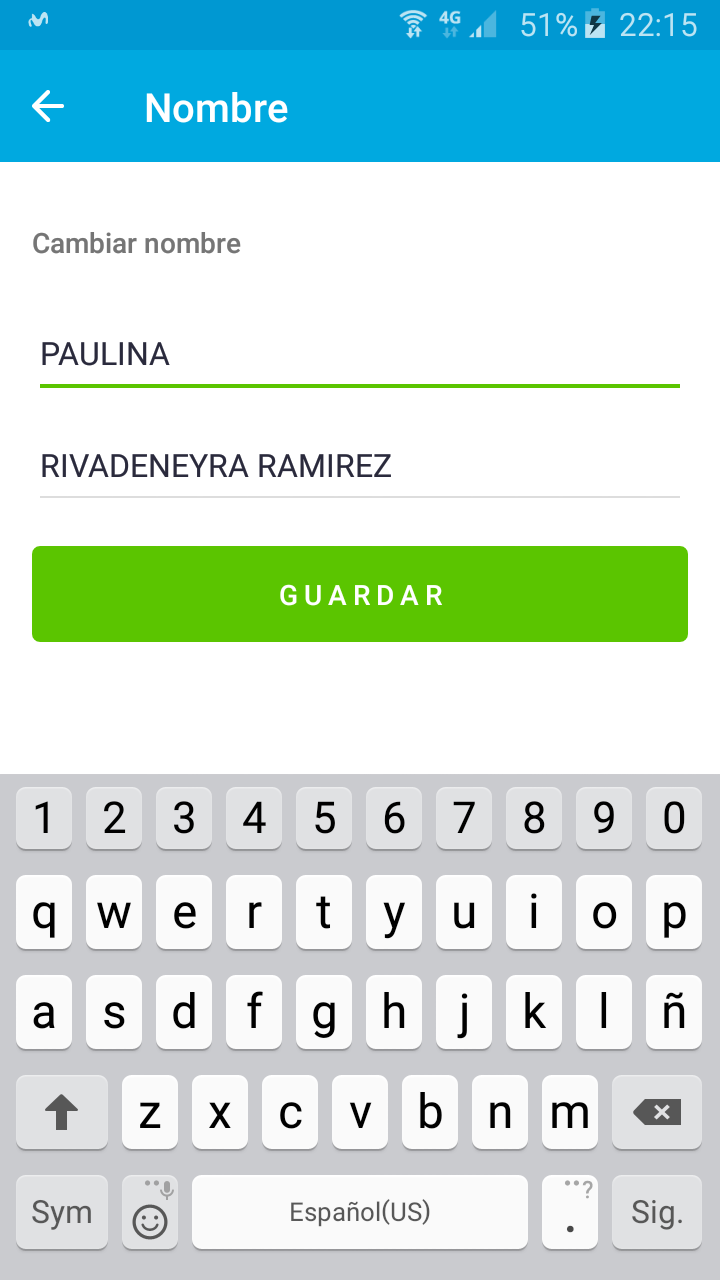 4G 51% 22:15
Nombre
Cambiar nombre
PAULINA
RIVADENEYRA RAMIREZ
GUARDAR
1 2 3 4 5 6 7 8 9 0
q w e r t y u i o p
a s d f g h j k l ñ
z x c v b n m
Sym Español(US) . ? Sig.